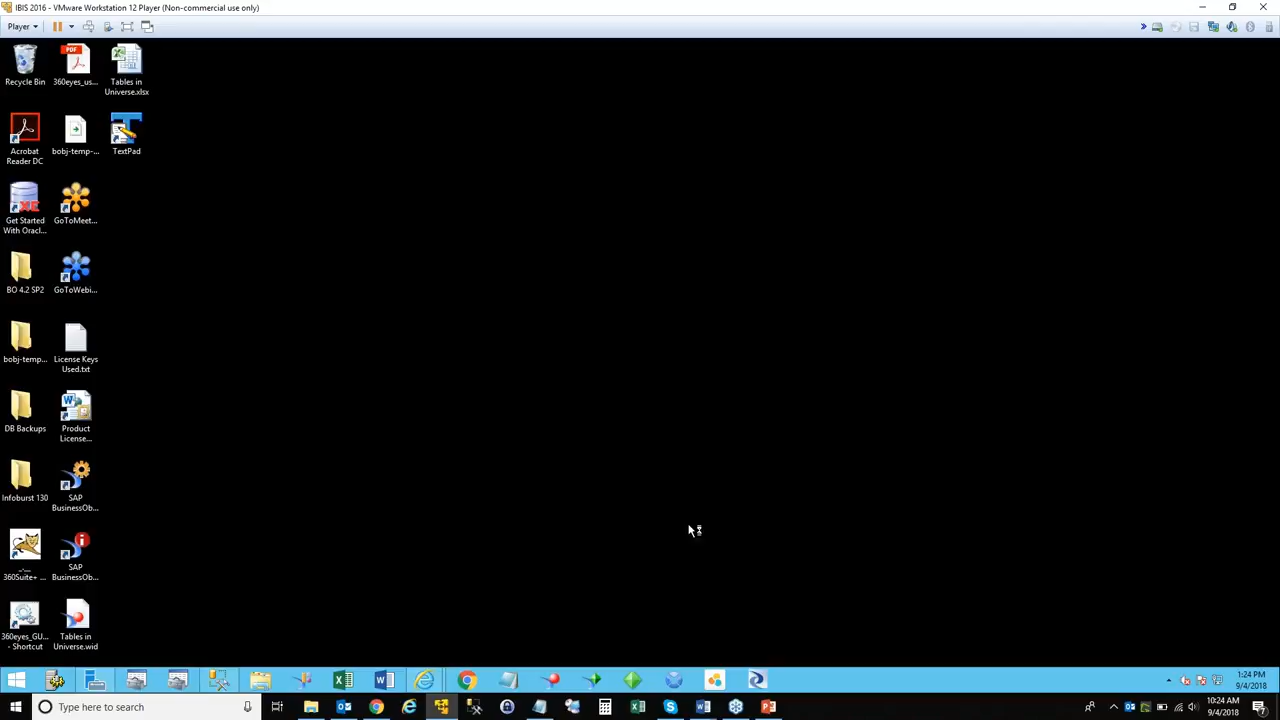 IBIS 2016 - VMware Workstation 12 Player (Non-commercial use only)
Player
Recycle Bin
360eyes_us...
Tables in
Universe.xlsx
Acrobat
Reader DC
bobj-temp-...
TextPad
Get Started
With Oracl...
GoToMeet...
BO 4.2 SP2
GoToWebi...
bobj-temp...
License Keys
Used.txt
DB Backups
Product
License...
Infoburst 130
SAP
BusinessOb...
360Suite+ ...
SAP
BusinessOb...
360eyes_GU...
- Shortcut
Tables in
Universe.wid
1:24 PM
9/4/2018
Type here to search
10:24 AM
9/4/2018